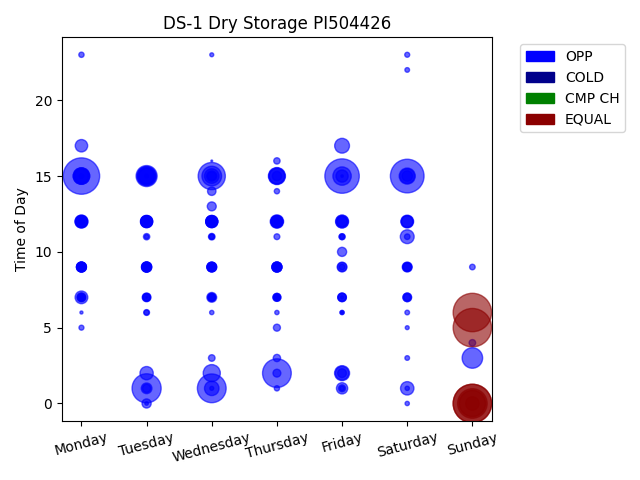 DS-1 Dry Storage PI504426
OPP
COLD
CMP CH
EQUAL
Time of Day
20
15
10
5
0
Monday
Tuesday
Wednesday
Thursday
Friday
Saturday
Sunday